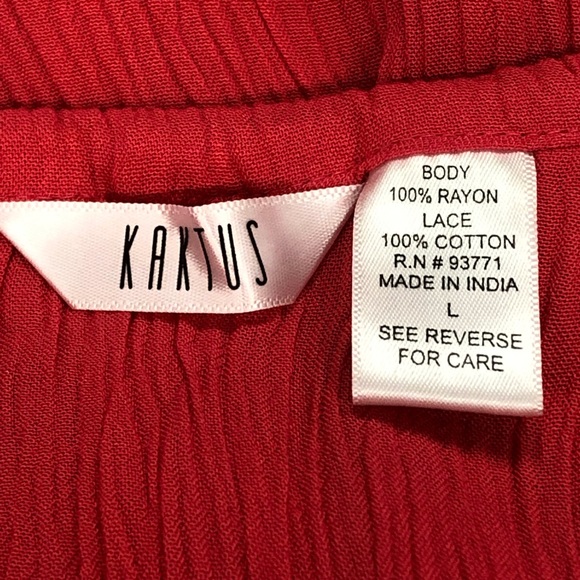 KAKTUS
BODY
100% RAYON
LACE
100% COTTON
R.N # 93771
MADE IN INDIA
L
SEE REVERSE
FOR CARE